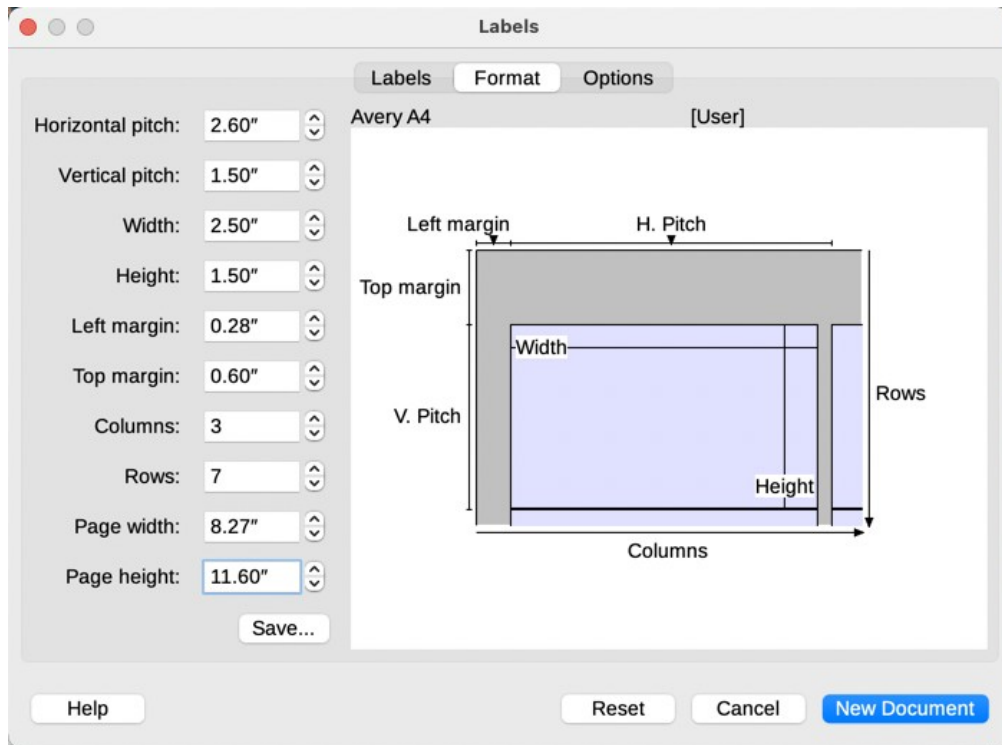 Labels
Labels Format Options
Horizontal pitch: 2.60″
Vertical pitch: 1.50″
Width: 2.50″
Height: 1.50″
Left margin: 0.28″
Top margin: 0.60″
Columns: 3
Rows: 7
Page width: 8.27″
Page height: 11.60″
Save...
Avery A4 [User]
Left margin H. Pitch
Top margin
Width
V. Pitch
Rows
Height
Columns
Help Reset Cancel New Document